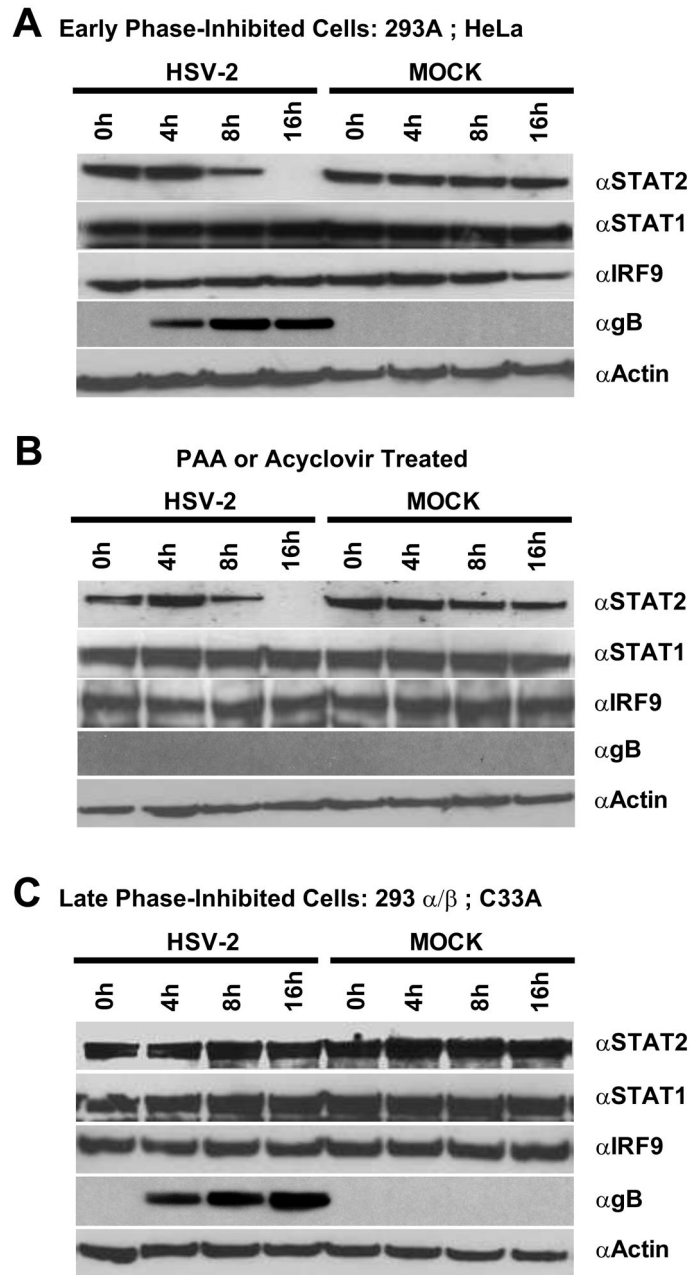 A Early Phase-Inhibited Cells: 293A ; HeLa
HSV-2 MOCK
0h 4h 8h 16h 0h 4h 8h 16h
αSTAT2
αSTAT1
αIRF9
αgB
αActin
B PAA or Acyclovir Treated
HSV-2 MOCK
0h 4h 8h 16h 0h 4h 8h 16h
αSTAT2
αSTAT1
αIRF9
αgB
αActin
C Late Phase-Inhibited Cells: 293 α/β ; C33A
HSV-2 MOCK
0h 4h 8h 16h 0h 4h 8h 16h
αSTAT2
αSTAT1
αIRF9
αgB
αActin